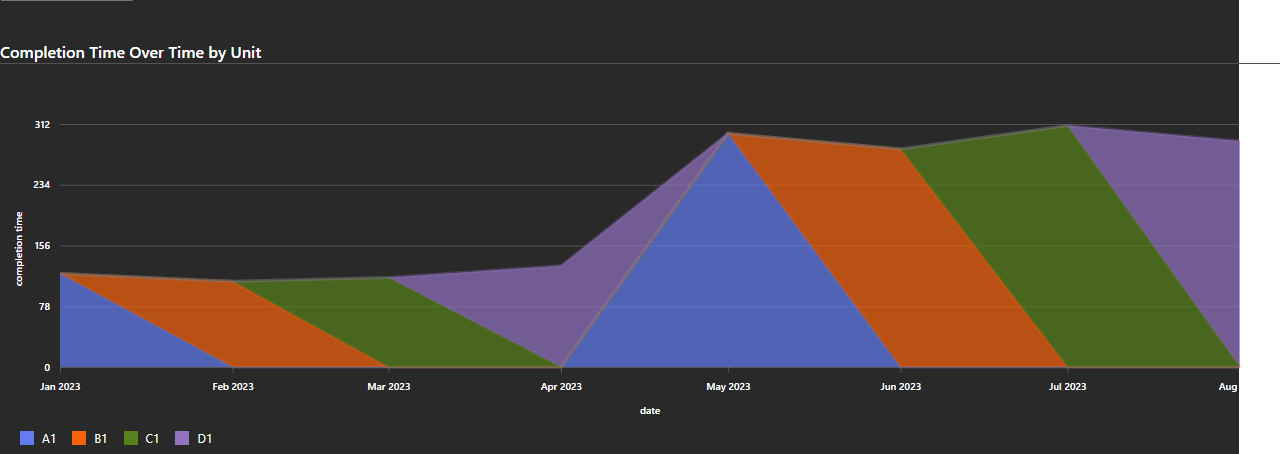 Completion Time Over Time by Unit
312
234
156
78
0
completion time
Jan 2023 Feb 2023 Mar 2023 Apr 2023 May 2023 Jun 2023 Jul 2023 Aug
date
A1 B1 C1 D1